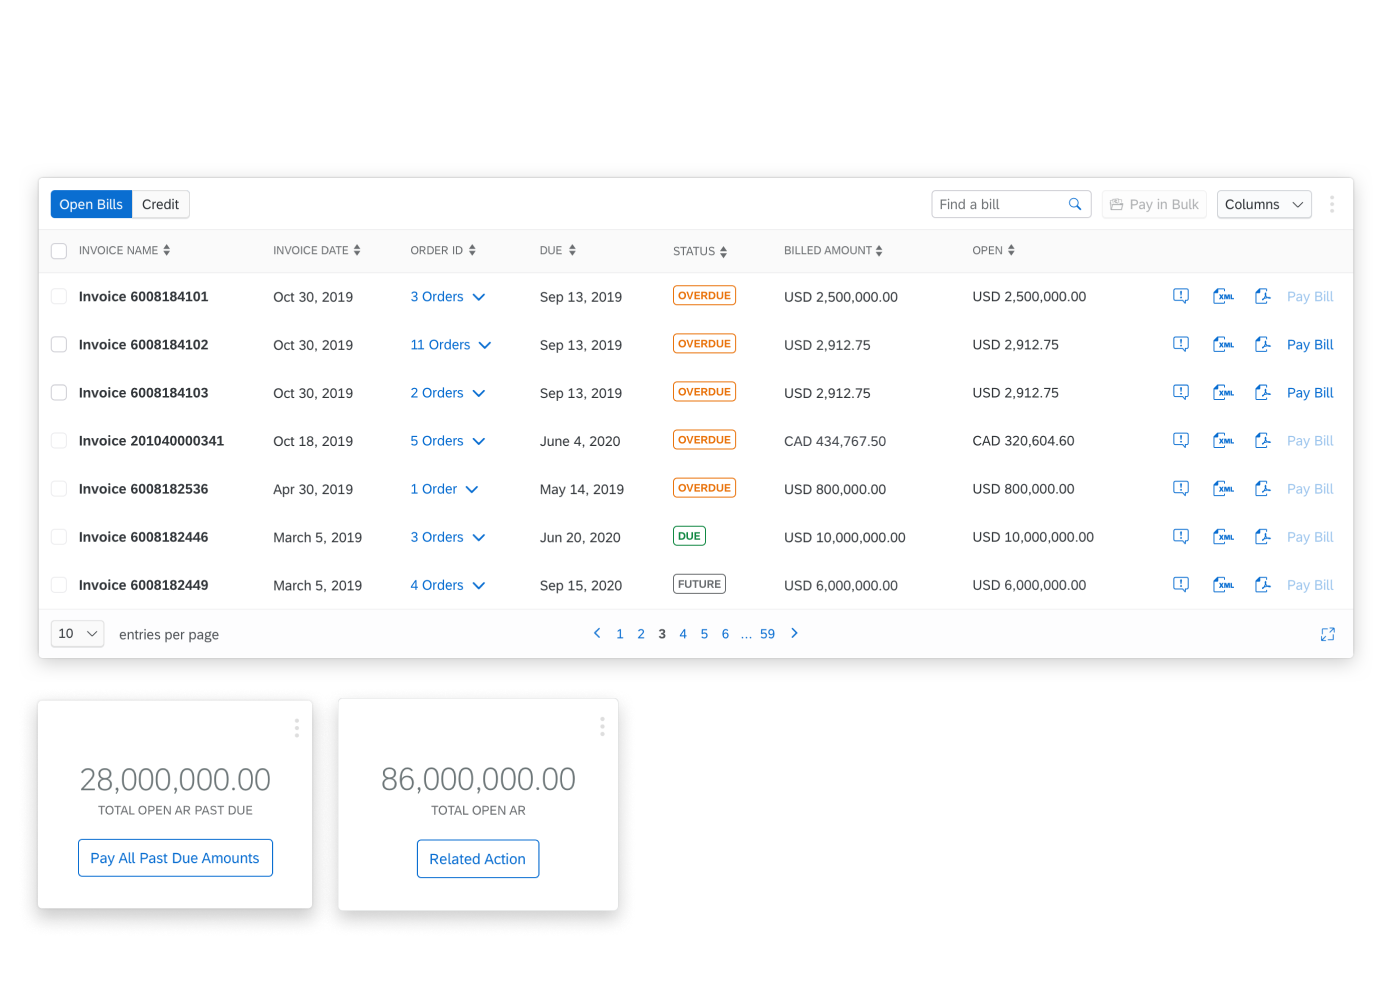 Open Bills Credit Find a bill Pay in Bulk Columns
INVOICE NAME INVOICE DATE ORDER ID DUE STATUS BILLED AMOUNT OPEN
Invoice 6008184101 Oct 30, 2019 3 Orders Sep 13, 2019 OVERDUE USD 2,500,000.00 USD 2,500,000.00 XML Pay Bill
Invoice 6008184102 Oct 30, 2019 11 Orders Sep 13, 2019 OVERDUE USD 2,912.75 USD 2,912.75 XML Pay Bill
Invoice 6008184103 Oct 30, 2019 2 Orders Sep 13, 2019 OVERDUE USD 2,912.75 USD 2,912.75 XML Pay Bill
Invoice 201040000341 Oct 18, 2019 5 Orders June 4, 2020 OVERDUE CAD 434,767.50 CAD 320,604.60 XML Pay Bill
Invoice 6008182536 Apr 30, 2019 1 Order May 14, 2019 OVERDUE USD 800,000.00 USD 800,000.00 XML Pay Bill
Invoice 6008182446 March 5, 2019 3 Orders Jun 20, 2020 DUE USD 10,000,000.00 USD 10,000,000.00 XML Pay Bill
Invoice 6008182449 March 5, 2019 4 Orders Sep 15, 2020 FUTURE USD 6,000,000.00 USD 6,000,000.00 XML Pay Bill
10 entries per page 1 2 3 4 5 6 ... 59
28,000,000.00
TOTAL OPEN AR PAST DUE
Pay All Past Due Amounts
86,000,000.00
TOTAL OPEN AR
Related Action